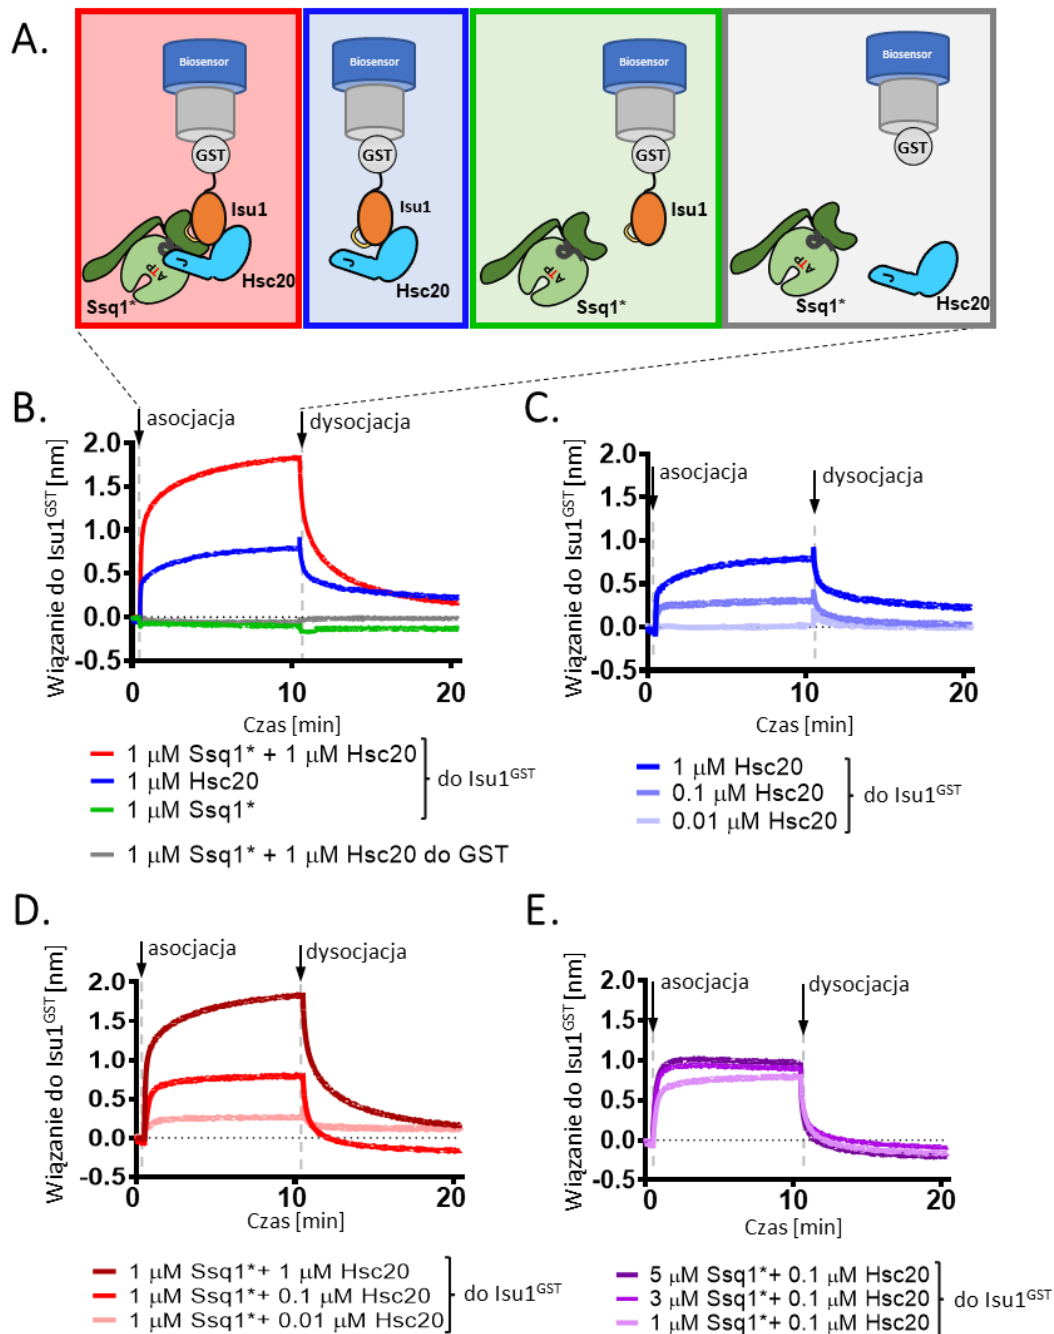 A.
Biosensor
Biosensor
Biosensor
Biosensor
GST
GST
GST
GST
Isu1
Isu1
Isu1
J
ATP
Hsc20
Ssq1*
J
Hsc20
ATP
Ssq1*
ATP
Ssq1*
J
Hsc20
B.
asocjacja
dysocjacja
Wiązanie do Isu1GST [nm]
2.0
1.5
1.0
0.5
0.0
-0.5
0
10
20
Czas [min]
1 μM Ssq1* + 1 μM Hsc20
1 μM Hsc20
1 μM Ssq1*
do Isu1GST
1 μM Ssq1* + 1 μM Hsc20 do GST
C.
asocjacja
dysocjacja
Wiązanie do Isu1GST [nm]
2.0
1.5
1.0
0.5
0.0
-0.5
0
10
20
Czas [min]
1 μM Hsc20
0.1 μM Hsc20
0.01 μM Hsc20
do Isu1GST
D.
asocjacja
dysocjacja
Wiązanie do Isu1GST [nm]
2.0
1.5
1.0
0.5
0.0
-0.5
0
10
20
Czas [min]
1 μM Ssq1*+ 1 μM Hsc20
1 μM Ssq1*+ 0.1 μM Hsc20
1 μM Ssq1*+ 0.01 μM Hsc20
do Isu1GST
E.
asocjacja
dysocjacja
Wiązanie do Isu1GST [nm]
2.0
1.5
1.0
0.5
0.0
-0.5
0
10
20
Czas [min]
5 μM Ssq1*+ 0.1 μM Hsc20
3 μM Ssq1*+ 0.1 μM Hsc20
1 μM Ssq1*+ 0.1 μM Hsc20
do Isu1GST